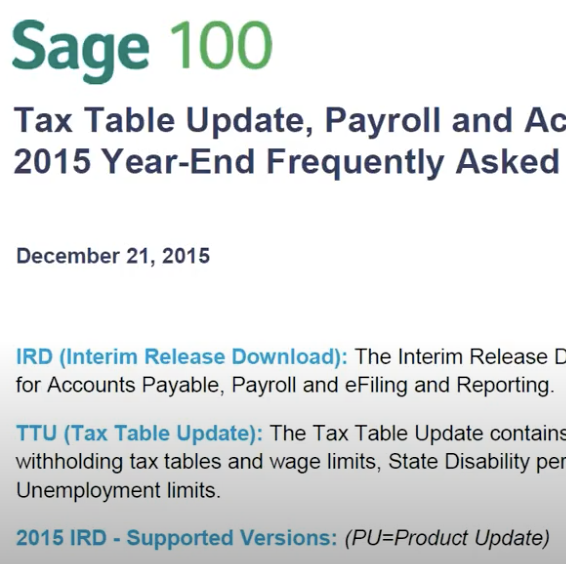 Sage 100
Tax Table Update, Payroll and Ac
2015 Year-End Frequently Asked
December 21, 2015
IRD (Interim Release Download): The Interim Release D
for Accounts Payable, Payroll and eFiling and Reporting.
TTU (Tax Table Update): The Tax Table Update contains
withholding tax tables and wage limits, State Disability per
Unemployment limits.
2015 IRD - Supported Versions: (PU=Product Update)